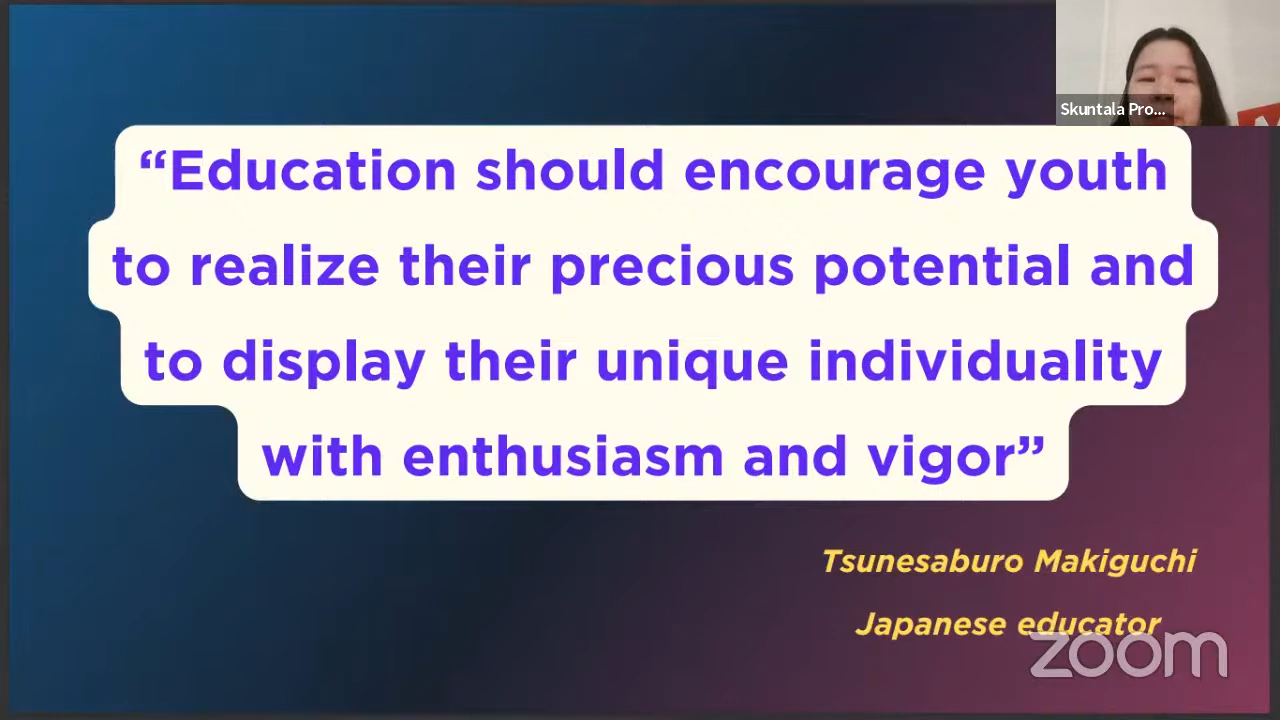 Skuntala Pro...
“Education should encourage youth
to realize their precious potential and
to display their unique individuality
with enthusiasm and vigor”
Tsunesaburo Makiguchi
Japanese educator
zoom